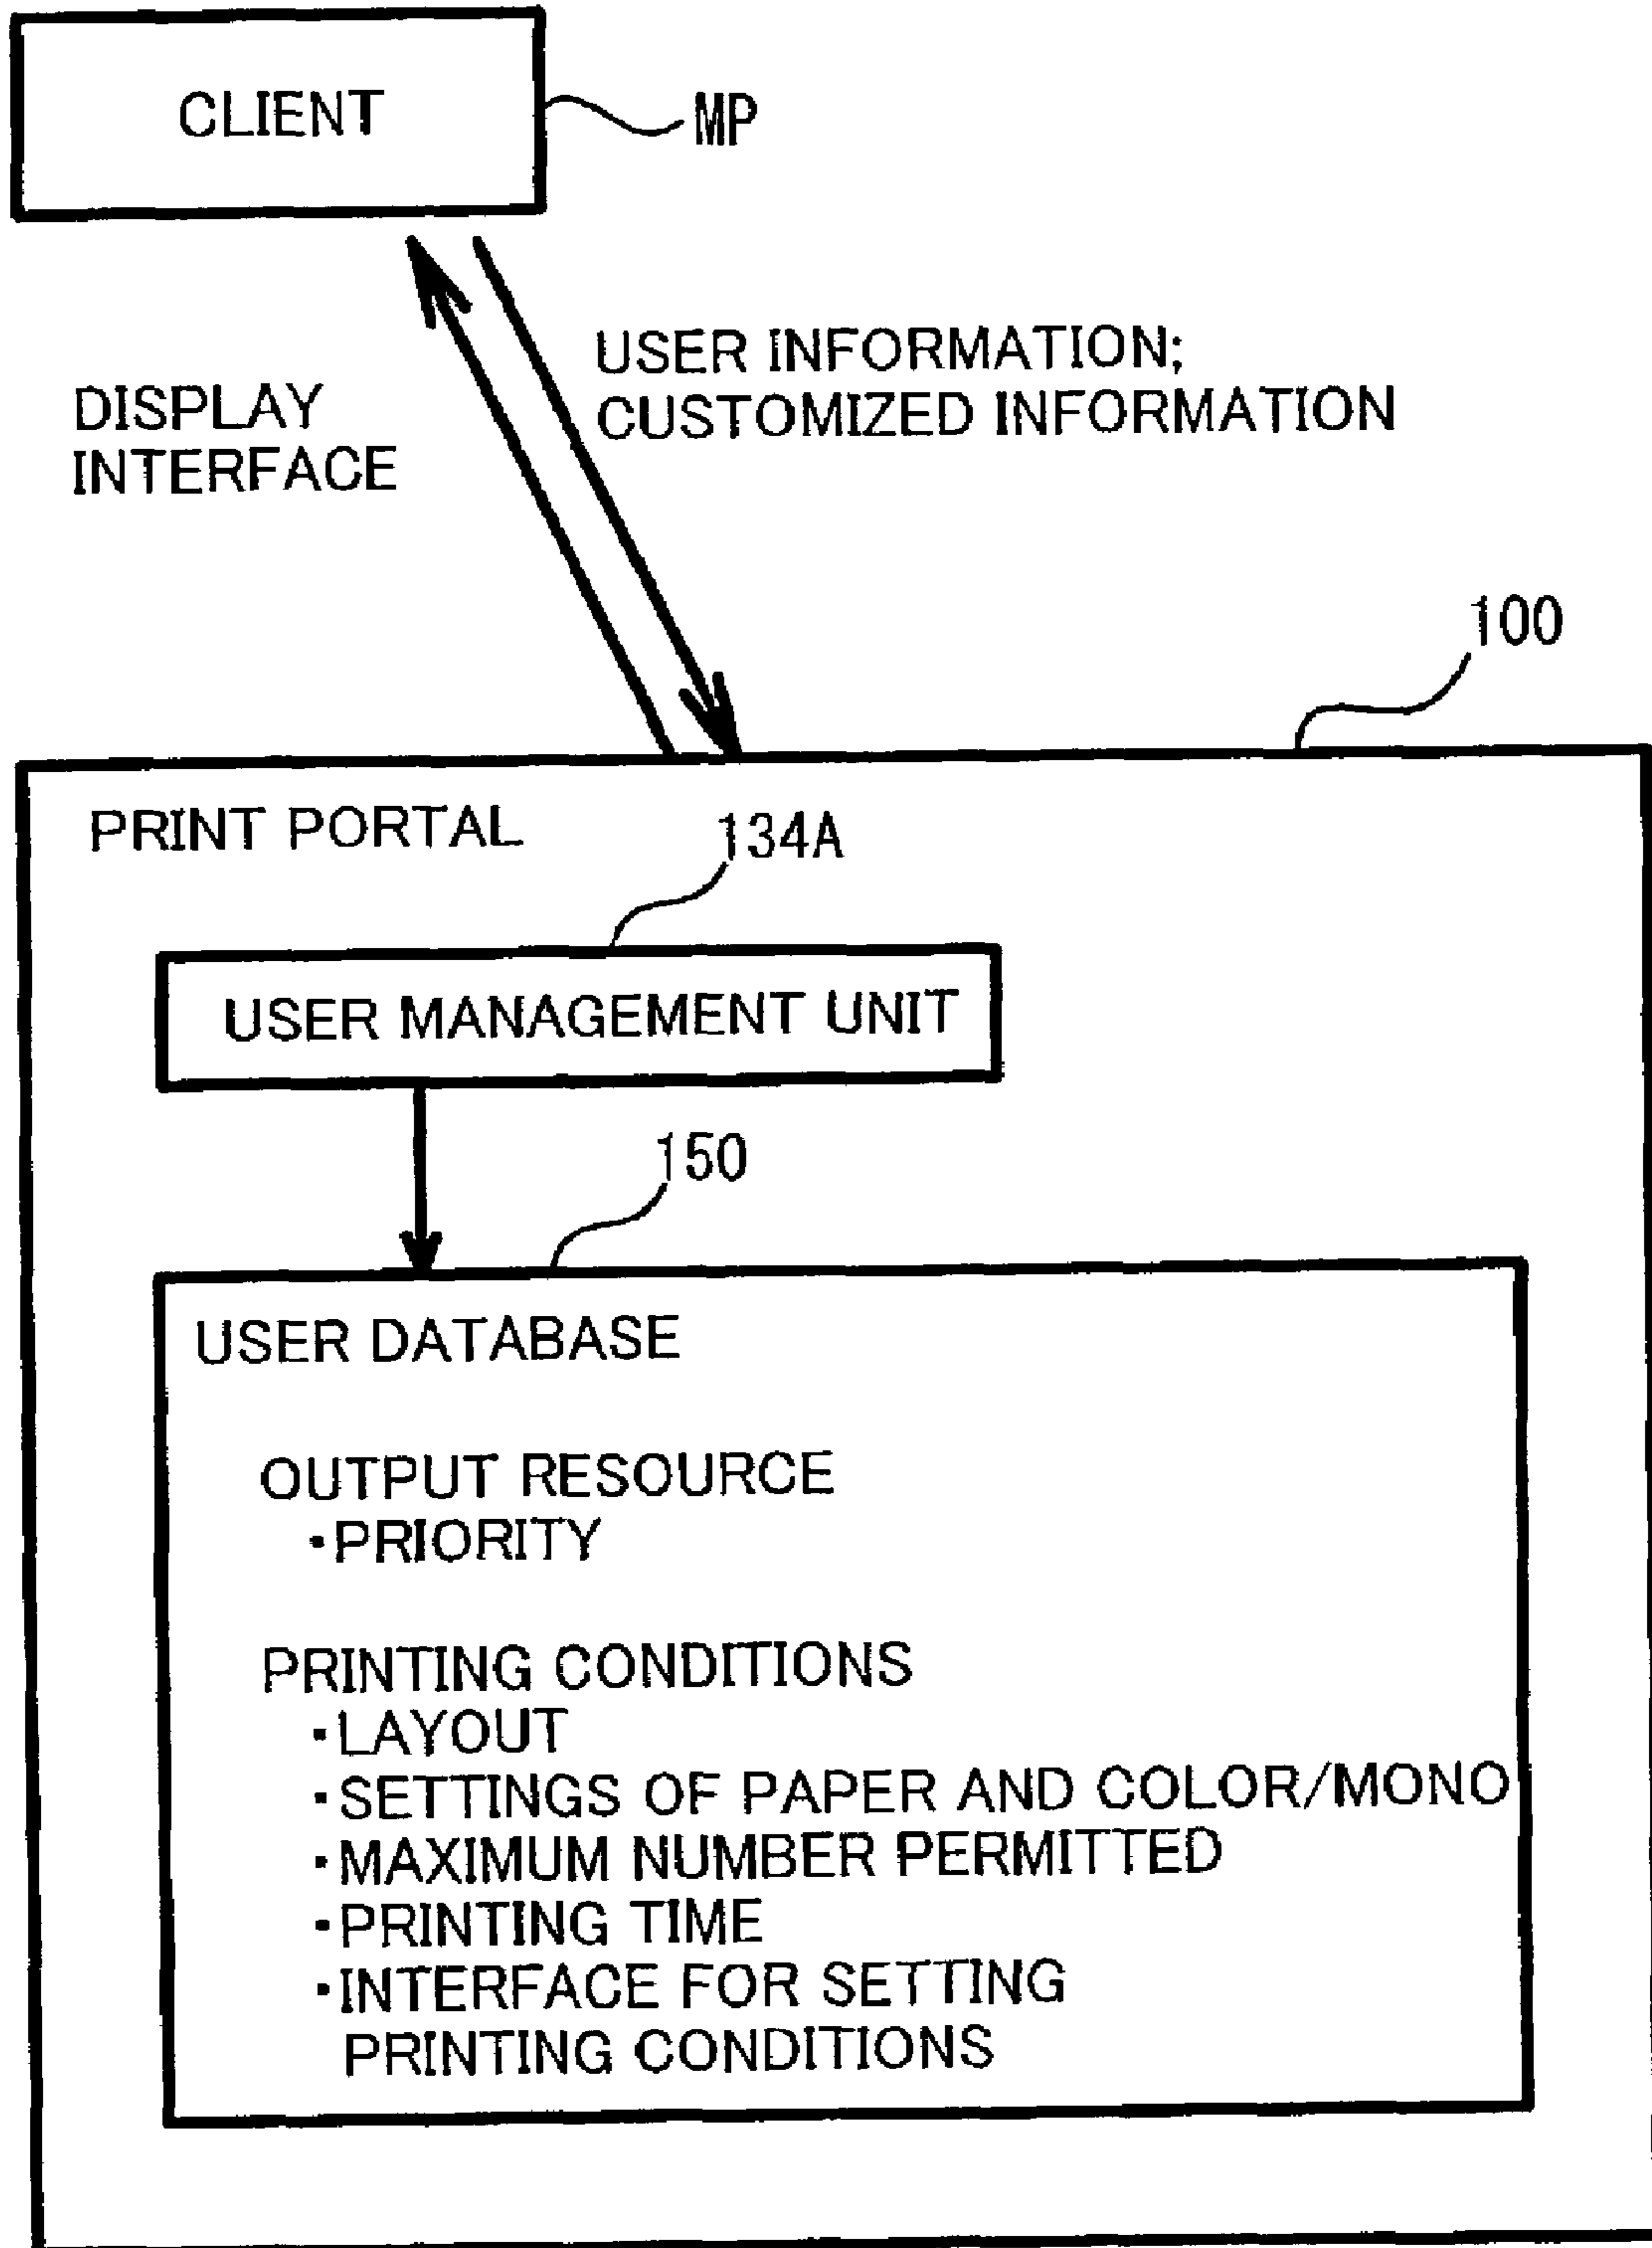 CLIENT
MP
USER INFORMATION;
CUSTOMIZED INFORMATION
DISPLAY
INTERFACE
100
PRINT PORTAL
134A
USER MANAGEMENT UNIT
150
USER DATABASE
OUTPUT RESOURCE
・PRIORITY
PRINTING CONDITIONS
・LAYOUT
・SETTINGS OF PAPER AND COLOR/MONO
・MAXIMUM NUMBER PERMITTED
・PRINTING TIME
・INTERFACE FOR SETTING
PRINTING CONDITIONS